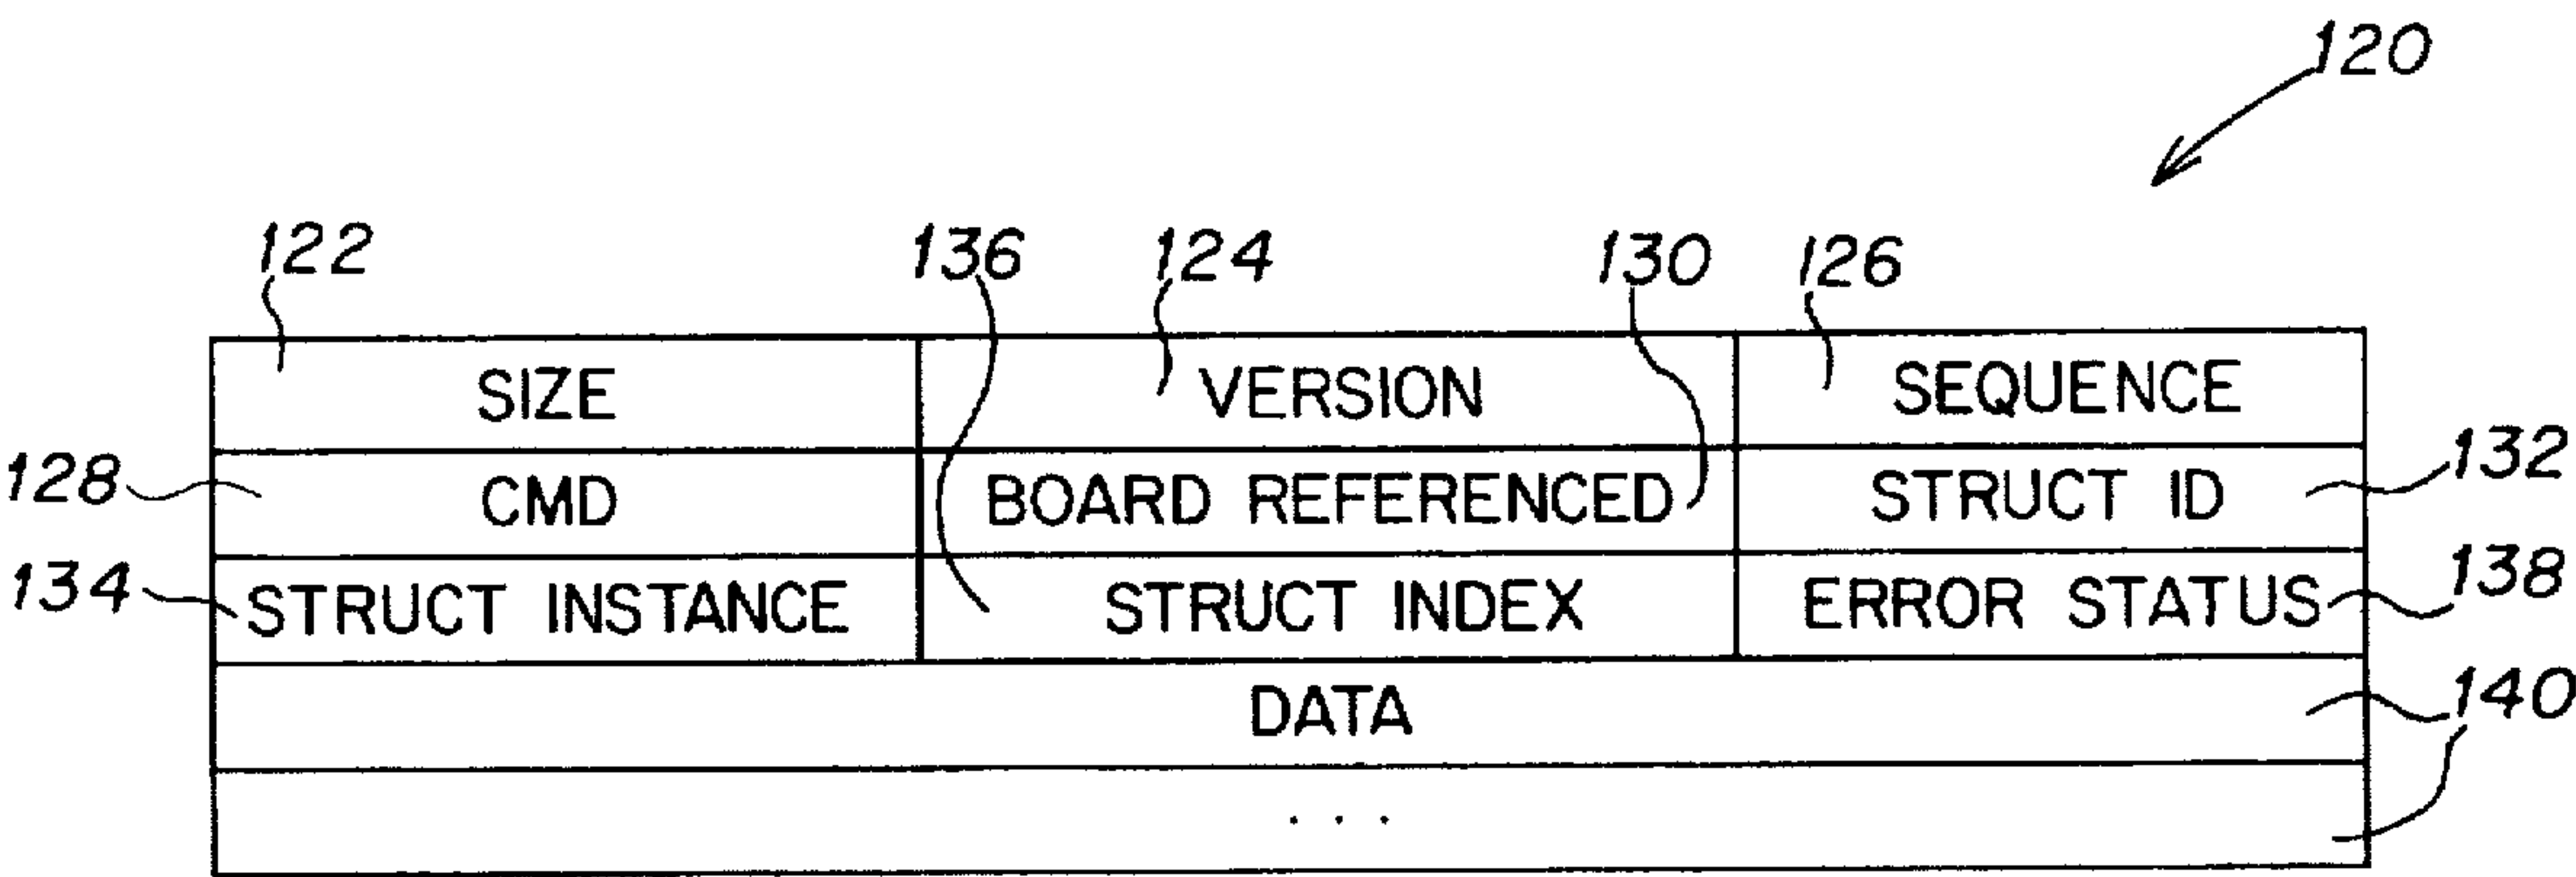 120
122 136 124 130 126
SIZE VERSION SEQUENCE
128 CMD BOARD REFERENCED STRUCT ID 132
134 STRUCT INSTANCE STRUCT INDEX ERROR STATUS 138
DATA 140
. . .